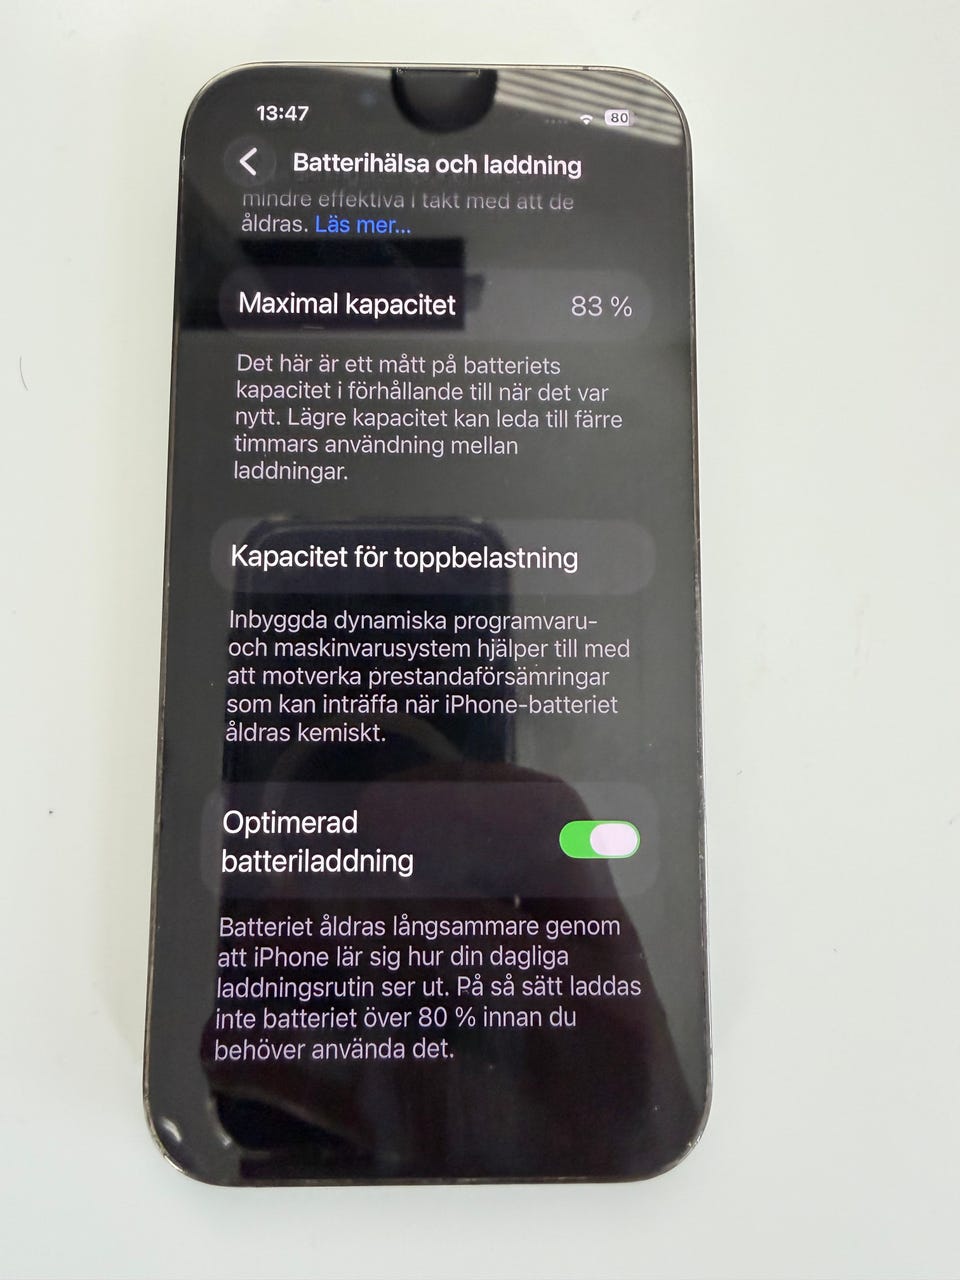 13:47
80
Batterihälsa och laddning
mindre effektiva i takt med att de
åldras. Läs mer...
Maximal kapacitet 83 %
Det här är ett mått på batteriets
kapacitet i förhållande till när det var
nytt. Lägre kapacitet kan leda till färre
timmars användning mellan
laddningar.
Kapacitet för toppbelastning
Inbyggda dynamiska programvaru-
och maskinvarusystem hjälper till med
att motverka prestandaförsämringar
som kan inträffa när iPhone-batteriet
åldras kemiskt.
Optimerad
batteriladdning
Batteriet åldras långsammare genom
att iPhone lär sig hur din dagliga
laddningsrutin ser ut. På så sätt laddas
inte batteriet över 80 % innan du
behöver använda det.